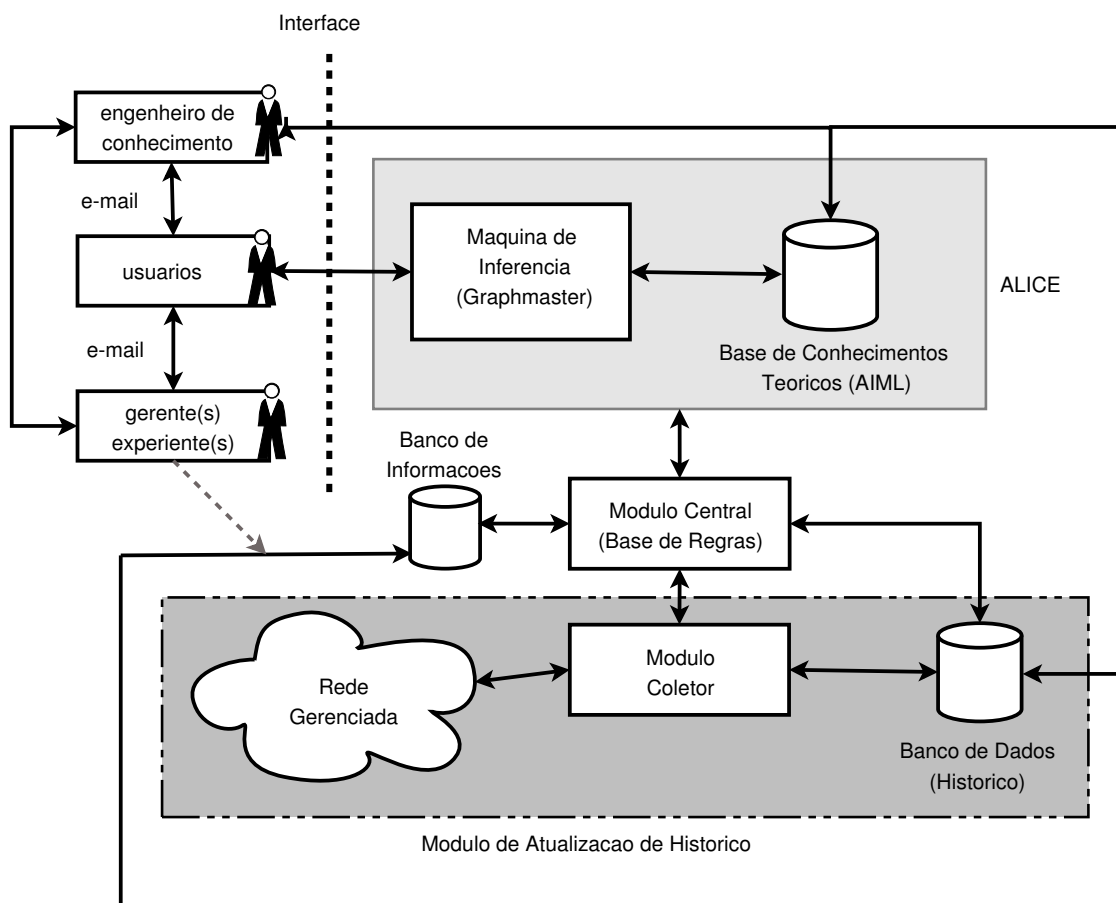 Interface
engenheiro de
conhecimento
e-mail
usuarios
e-mail
gerente(s)
experiente(s)
Maquina de
Inferencia
(Graphmaster)
Base de Conhecimentos
Teoricos (AIML)
ALICE
Banco de
Informacoes
Modulo Central
(Base de Regras)
Rede
Gerenciada
Modulo
Coletor
Banco de Dados
(Historico)
Modulo de Atualizacao de Historico